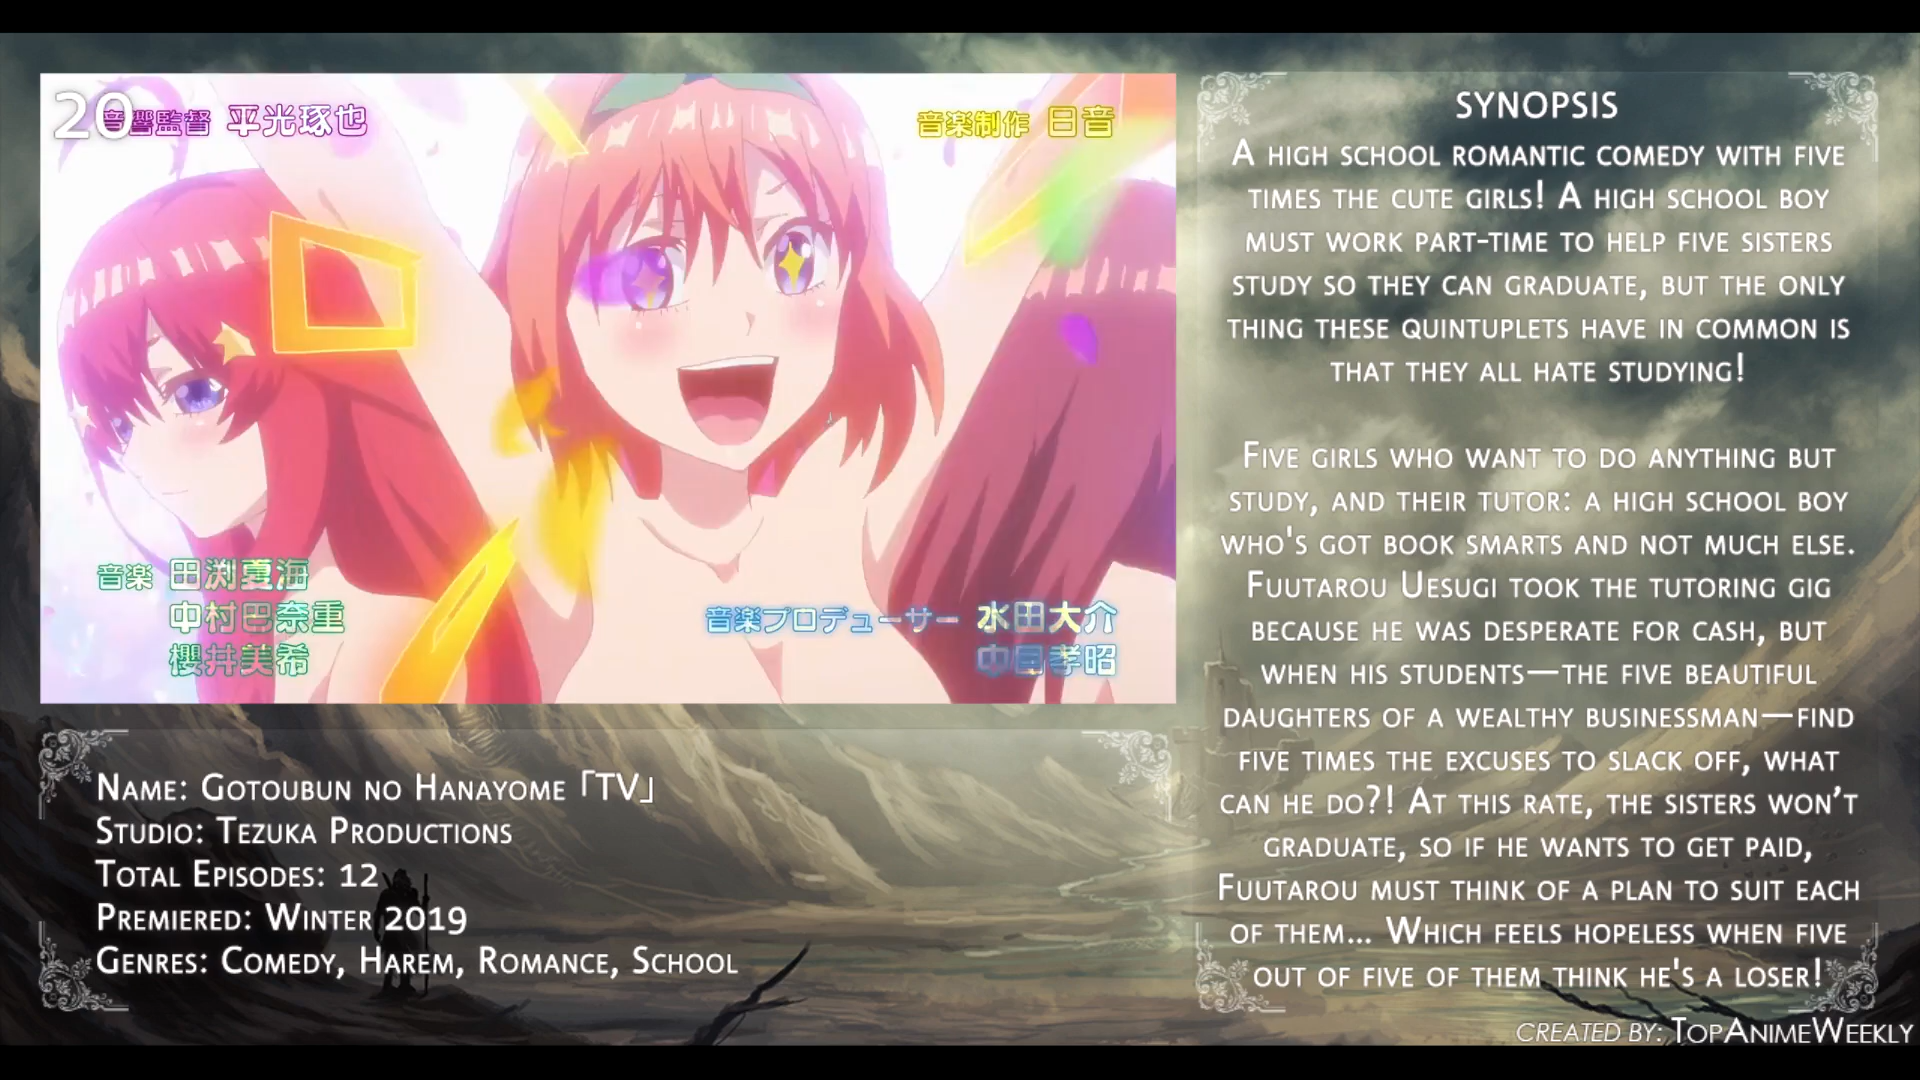 20
音響監督 平光琢也
音楽制作 日音
音楽 田渕夏海
中村巴奈重
櫻井美希
音楽プロデューサー 水田大介
中目孝昭
SYNOPSIS
A HIGH SCHOOL ROMANTIC COMEDY WITH FIVE
TIMES THE CUTE GIRLS! A HIGH SCHOOL BOY
MUST WORK PART-TIME TO HELP FIVE SISTERS
STUDY SO THEY CAN GRADUATE, BUT THE ONLY
THING THESE QUINTUPLETS HAVE IN COMMON IS
THAT THEY ALL HATE STUDYING!
FIVE GIRLS WHO WANT TO DO ANYTHING BUT
STUDY, AND THEIR TUTOR: A HIGH SCHOOL BOY
WHO'S GOT BOOK SMARTS AND NOT MUCH ELSE.
FUUTAROU UESUGI TOOK THE TUTORING GIG
BECAUSE HE WAS DESPERATE FOR CASH, BUT
WHEN HIS STUDENTS—THE FIVE BEAUTIFUL
DAUGHTERS OF A WEALTHY BUSINESSMAN—FIND
FIVE TIMES THE EXCUSES TO SLACK OFF, WHAT
CAN HE DO?! AT THIS RATE, THE SISTERS WON’T
GRADUATE, SO IF HE WANTS TO GET PAID,
FUUTAROU MUST THINK OF A PLAN TO SUIT EACH
OF THEM... WHICH FEELS HOPELESS WHEN FIVE
OUT OF FIVE OF THEM THINK HE'S A LOSER!
NAME: GOTOUBUN NO HANAYOME「TV」
STUDIO: TEZUKA PRODUCTIONS
TOTAL EPISODES: 12
PREMIERED: WINTER 2019
GENRES: COMEDY, HAREM, ROMANCE, SCHOOL
CREATED BY: TOPANIMEWEEKLY